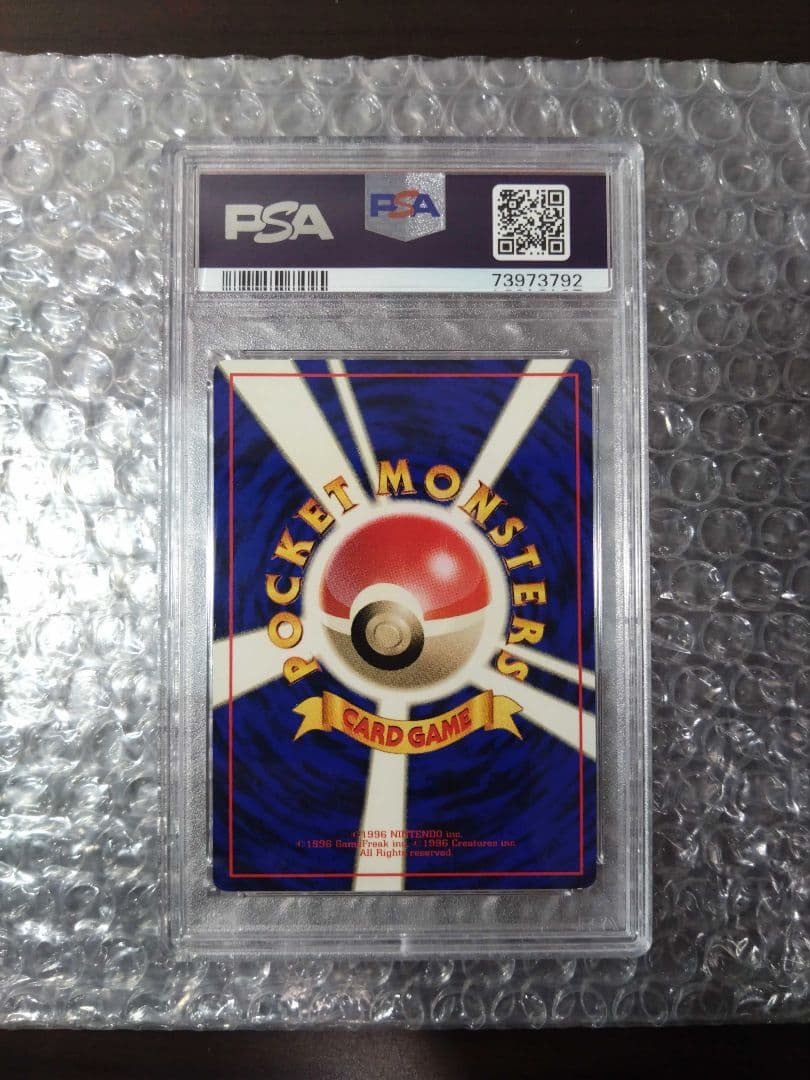 PSA
PSA
73973792
POCKET MONSTERS
CARD GAME
©1996 NINTENDO inc.
©1996 GameFreak inc. ©1996 Creatures inc.
All Rights reserved.